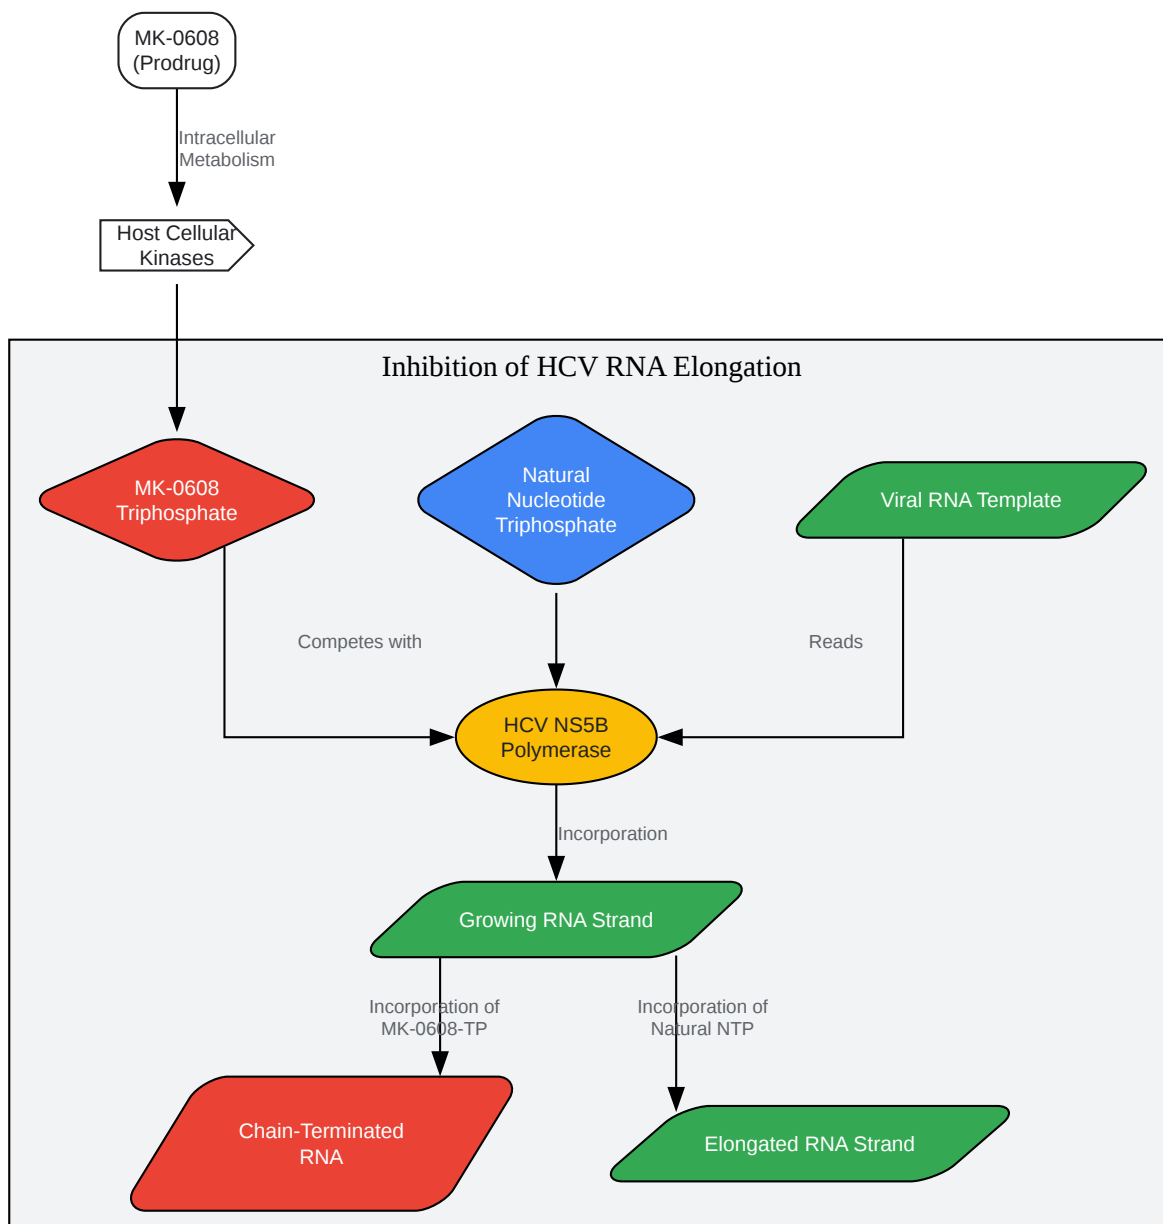 MK-0608
(Prodrug)
Intracellular
Metabolism
Host Cellular
Kinases
Inhibition of HCV RNA Elongation
MK-0608
Triphosphate
Natural
Nucleotide
Triphosphate
Viral RNA Template
Competes with
Reads
HCV NS5B
Polymerase
Incorporation
Growing RNA Strand
Incorporation of
MK-0608-TP
Incorporation of
Natural NTP
Chain-Terminated
RNA
Elongated RNA Strand